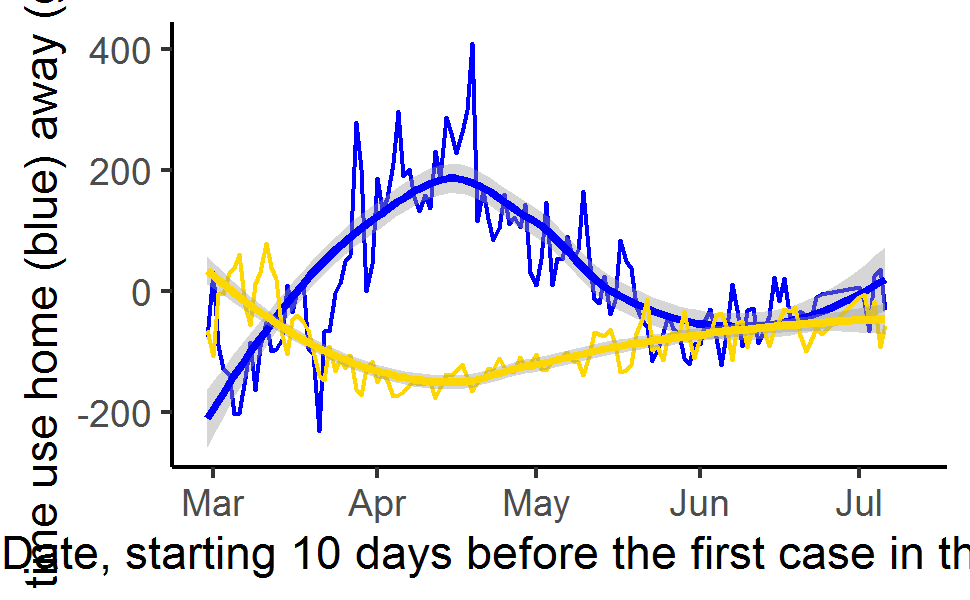 time use home (blue) away (
400
200
0
-200
Mar Apr May Jun Jul
Date, starting 10 days before the first case in th